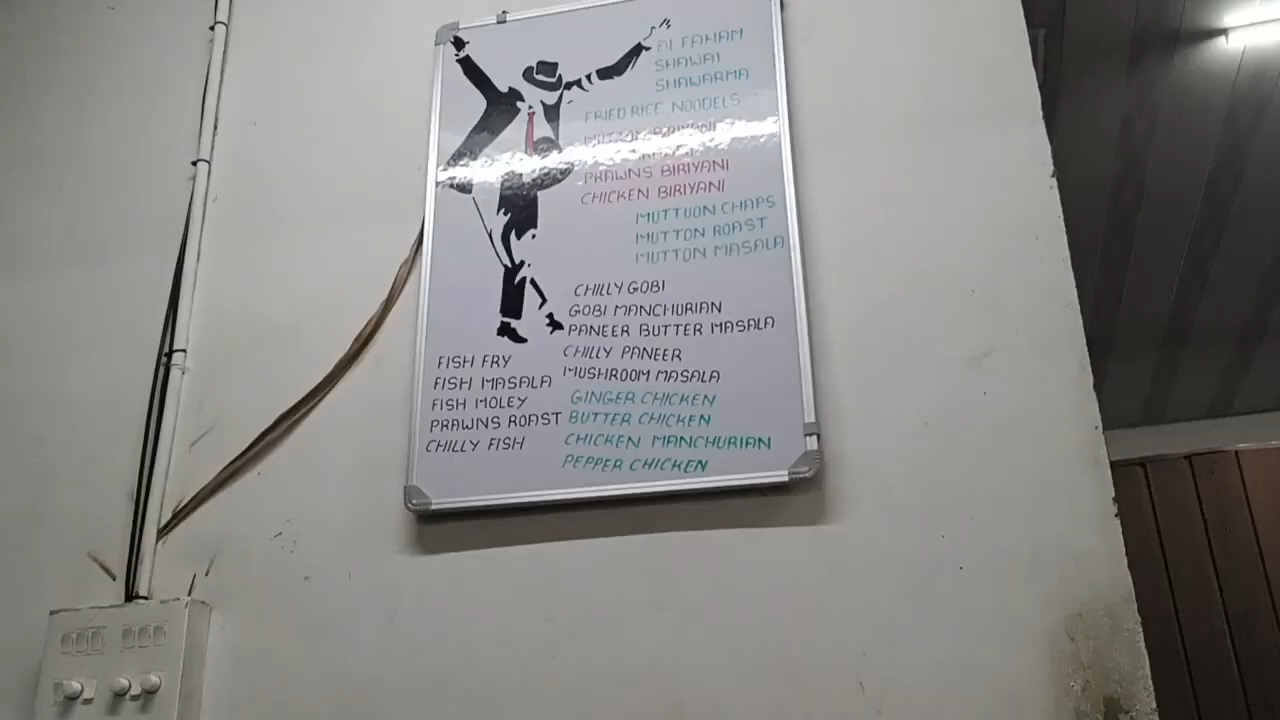 Al FAHAM
SHAWAI
SHAWARMA
FRIED RICE NOODELS
MUTTON BIRIYANI
PRAWNS BIRIYANI
CHICKEN BIRIYANI
MUTTUON CHAPS
MUTTON ROAST
MUTTON MASALA
CHILLY GOBI
GOBI MANCHURIAN
PANEER BUTTER MASALA
CHILLY PANEER
MUSHROOM MASALA
GINGER CHICKEN
BUTTER CHICKEN
CHICKEN MANCHURIAN
PEPPER CHICKEN
FISH FRY
FISH MASALA
FISH MOLEY
PRAWNS ROAST
CHILLY FISH